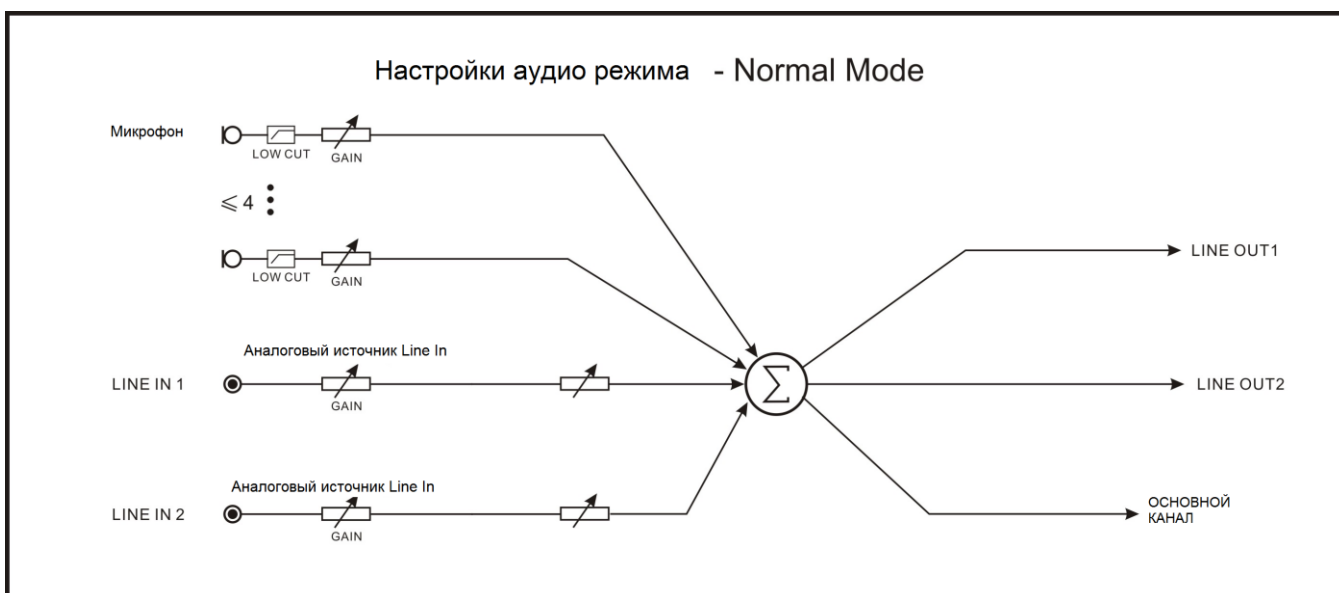 Настройки аудио режима - Normal Mode
Микрофон
LOW CUT
GAIN
⩽ 4
LOW CUT
GAIN
LINE OUT1
Аналоговый источник Line In
LINE IN 1
GAIN
Σ
LINE OUT2
Аналоговый источник Line In
LINE IN 2
GAIN
ОСНОВНОЙ
КАНАЛ